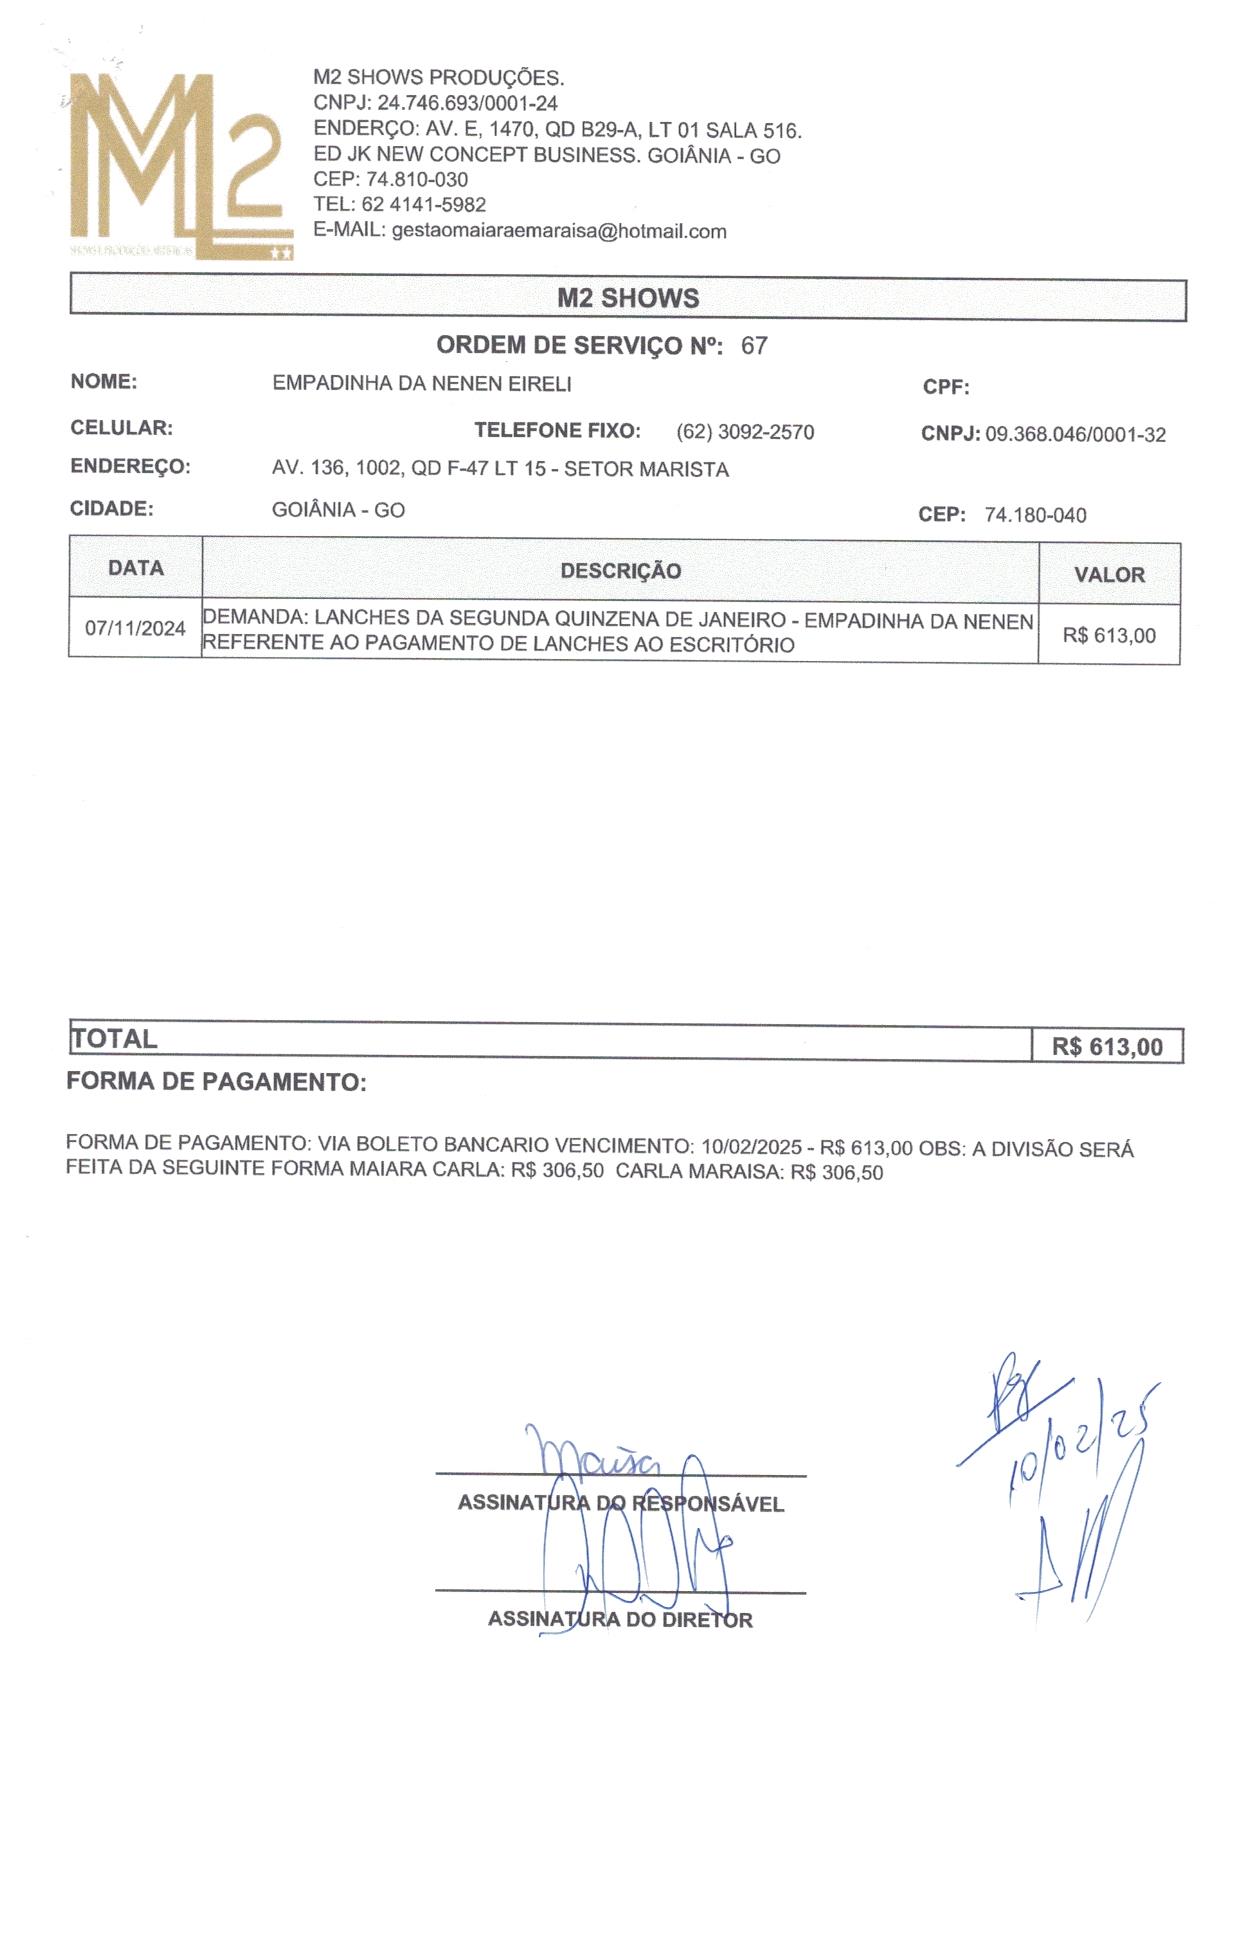 M2
SHOWS E PRODUÇÕES ARTÍSTICAS
M2 SHOWS PRODUÇÕES.
CNPJ: 24.746.693/0001-24
ENDERÇO: AV. E, 1470, QD B29-A, LT 01 SALA 516.
ED JK NEW CONCEPT BUSINESS. GOIÂNIA - GO
CEP: 74.810-030
TEL: 62 4141-5982
E-MAIL: gestaomaiaraemaraisa@hotmail.com
M2 SHOWS
ORDEM DE SERVIÇO Nº: 67
NOME: EMPADINHA DA NENEN EIRELI CPF:
CELULAR: TELEFONE FIXO: (62) 3092-2570 CNPJ: 09.368.046/0001-32
ENDEREÇO: AV. 136, 1002, QD F-47 LT 15 - SETOR MARISTA
CIDADE: GOIÂNIA - GO CEP: 74.180-040
DATA DESCRIÇÃO VALOR
07/11/2024 DEMANDA: LANCHES DA SEGUNDA QUINZENA DE JANEIRO - EMPADINHA DA NENEN R$ 613,00
REFERENTE AO PAGAMENTO DE LANCHES AO ESCRITÓRIO
TOTAL R$ 613,00
FORMA DE PAGAMENTO:
FORMA DE PAGAMENTO: VIA BOLETO BANCARIO VENCIMENTO: 10/02/2025 - R$ 613,00 OBS: A DIVISÃO SERÁ
FEITA DA SEGUINTE FORMA MAIARA CARLA: R$ 306,50 CARLA MARAISA: R$ 306,50
Pg
10/02/25
ASSINATURA DO RESPONSÁVEL
ASSINATURA DO DIRETOR